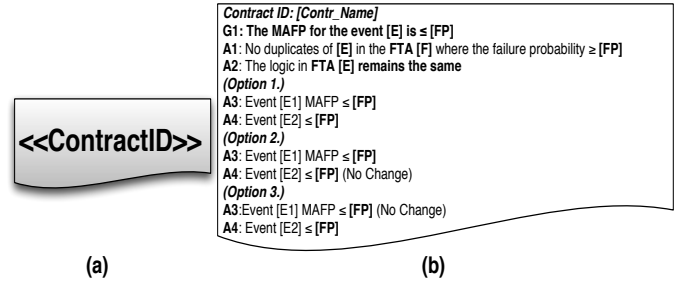 <<ContractID>>
(a)
Contract ID: [Contr_Name]
G1: The MAFP for the event [E] is ≤ [FP]
A1: No duplicates of [E] in the FTA [F] where the failure probability ≥ [FP]
A2: The logic in FTA [E] remains the same
(Option 1.)
A3: Event [E1] MAFP ≤ [FP]
A4: Event [E2] ≤ [FP]
(Option 2.)
A3: Event [E1] MAFP ≤ [FP]
A4: Event [E2] ≤ [FP] (No Change)
(Option 3.)
A3:Event [E1] MAFP ≤ [FP] (No Change)
A4: Event [E2] ≤ [FP]
(b)